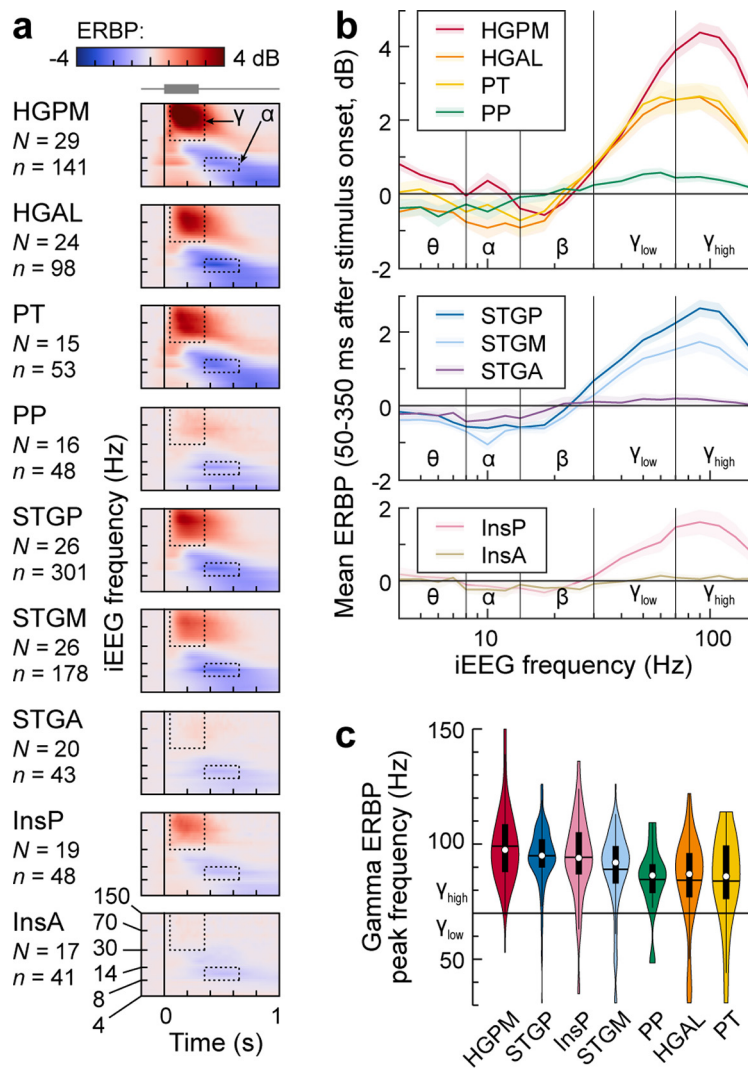 a
ERBP:
-4
4 dB
HGPM
N = 29
n = 141
γ
α
HGAL
N = 24
n = 98
PT
N = 15
n = 53
PP
N = 16
n = 48
STGP
N = 26
n = 301
STGM
N = 26
n = 178
STGA
N = 20
n = 43
InsP
N = 19
n = 48
InsA
N = 17
n = 41
iEEG frequency (Hz)
150
70
30
14
8
4
0
1
Time (s)
b
HGPM
HGAL
PT
PP
4
2
0
-2
θ
α
β
γlow
γhigh
STGP
STGM
STGA
2
0
-2
θ
α
β
γlow
γhigh
InsP
InsA
2
0
θ
α
β
γlow
γhigh
10
100
iEEG frequency (Hz)
Mean ERBP (50-350 ms after stimulus onset, dB)
c
150
100
50
Gamma ERBP
peak frequency (Hz)
γhigh
γlow
HGPM
STGP
InsP
STGM
PP
HGAL
PT